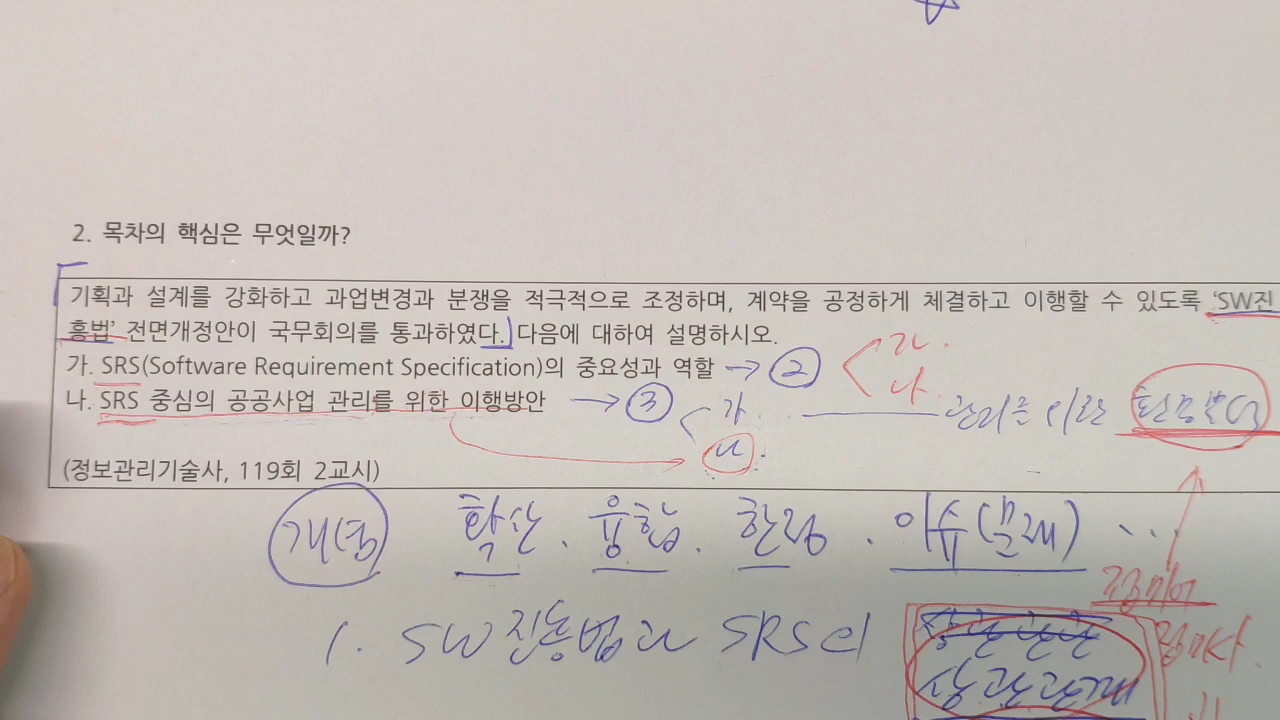 2. 목차의 핵심은 무엇일까?
기획과 설계를 강화하고 과업변경과 분쟁을 적극적으로 조정하며, 계약을 공정하게 체결하고 이행할 수 있도록 ‘SW진
흥법’ 전면개정안이 국무회의를 통과하였다. 다음에 대하여 설명하시오.
가. SRS(Software Requirement Specification)의 중요성과 역할 → ② 가. 나.
나. SRS 중심의 공공사업 관리를 위한 이행방안 → ③ 가. 나. 관리를 위한
(정보관리기술사, 119회 2교시)
개념 확산. 융합. 한정. 이슈(문제) ...
1. SW진흥법과 SRS의 상관관계